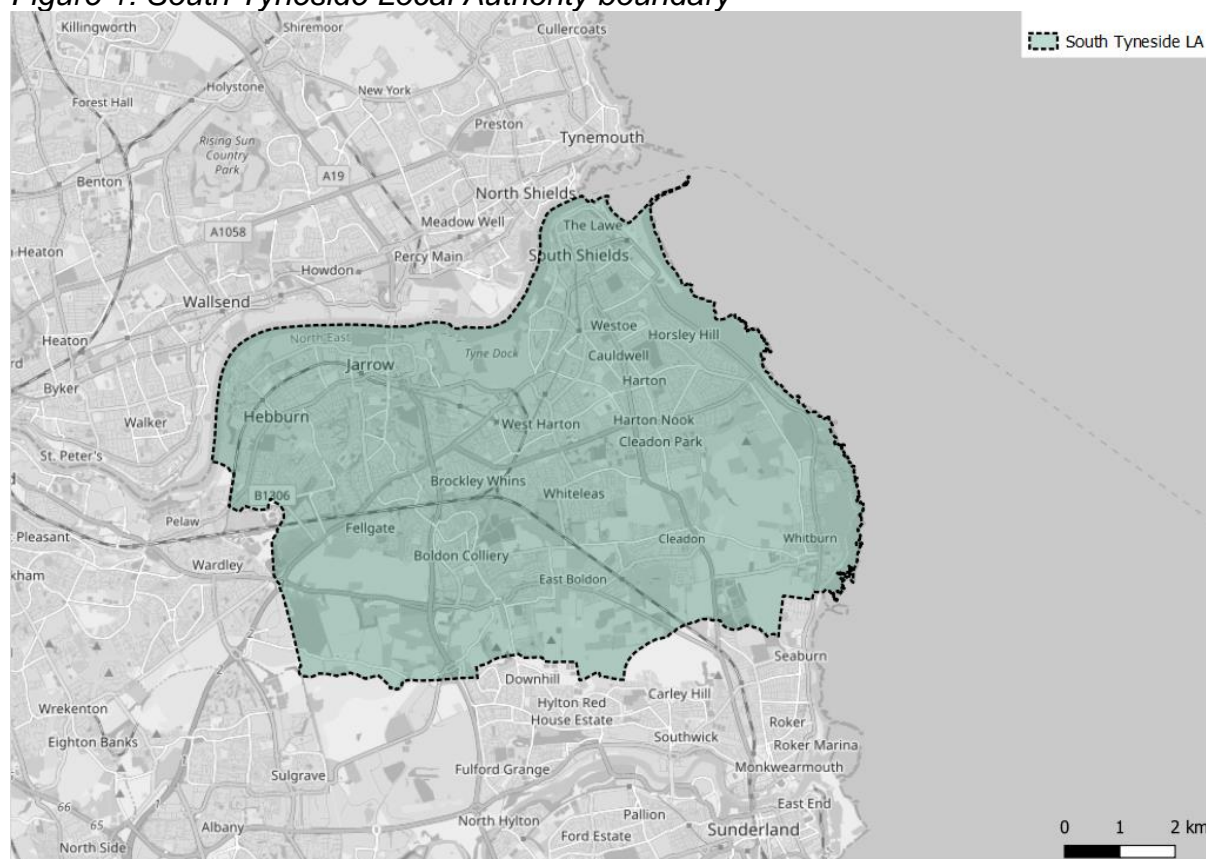 Figure 1: South Tyneside Local Authority boundary
South Tyneside LA
Killingworth
Shiremoor
Cullercoats
Holystone
New York
Forest Hall
Preston
Tynemouth
Rising Sun
Country
Park
A19
Benton
North Shields
Meadow Well
The Lawe
A1058
Heaton
Percy Main
South Shields
Howdon
Wallsend
Westoe
Horsley Hill
North East
Heaton
Jarrow
Tyne Dock
Cauldwell
Byker
Harton
Hebburn
Walker
West Harton
Harton Nook
Cleadon Park
St. Peter's
Brockley Whins
B1306
Whiteleas
Pelaw
Fellgate
Pleasant
Cleadon
Whitburn
Wardley
Boldon Colliery
East Boldon
Seaburn
Downhill
Carley Hill
Wrekenton
Hylton Red
House Estate
Roker
Southwick
Eighton Banks
Roker Marina
Fulford Grange
Monkwearmouth
Sulgrave
66
65
East End
Albany
North Hylton
Pallion
Ford Estate
Sunderland
North Side
0 1 2 km